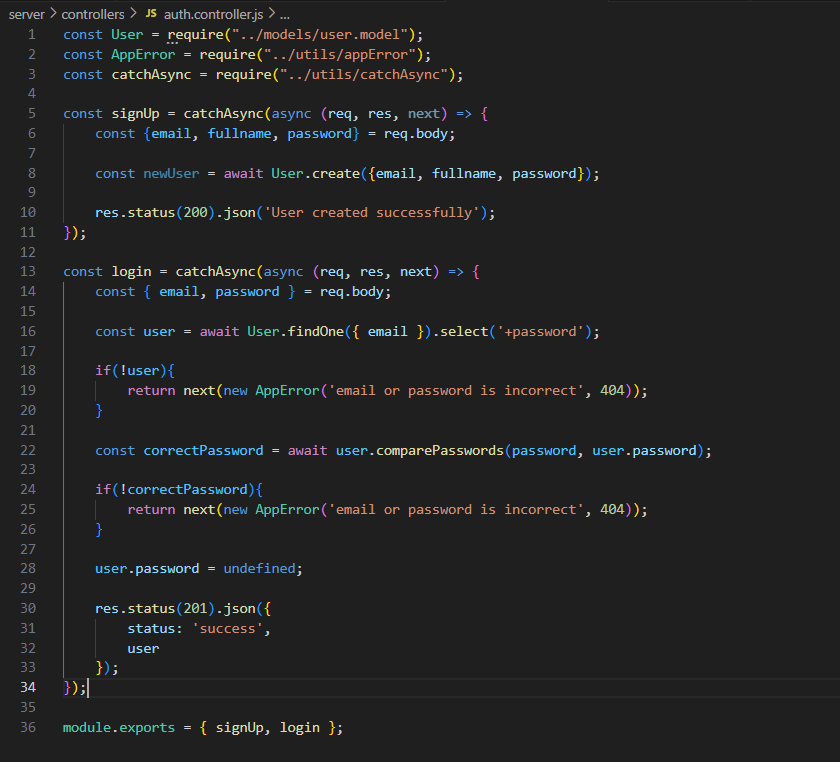 server > controllers > JS auth.controller.js > ...
1 const User = require("../models/user.model");
2 const AppError = require("../utils/appError");
3 const catchAsync = require("../utils/catchAsync");
4
5 const signUp = catchAsync(async (req, res, next) => {
6     const {email, fullname, password} = req.body;
7
8     const newUser = await User.create({email, fullname, password});
9
10     res.status(200).json('User created successfully');
11 });
12
13 const login = catchAsync(async (req, res, next) => {
14     const { email, password } = req.body;
15
16     const user = await User.findOne({ email }).select('+password');
17
18     if(!user){
19         return next(new AppError('email or password is incorrect', 404));
20     }
21
22     const correctPassword = await user.comparePasswords(password, user.password);
23
24     if(!correctPassword){
25         return next(new AppError('email or password is incorrect', 404));
26     }
27
28     user.password = undefined;
29
30     res.status(201).json({
31         status: 'success',
32         user
33     });
34 });
35
36 module.exports = { signUp, login };